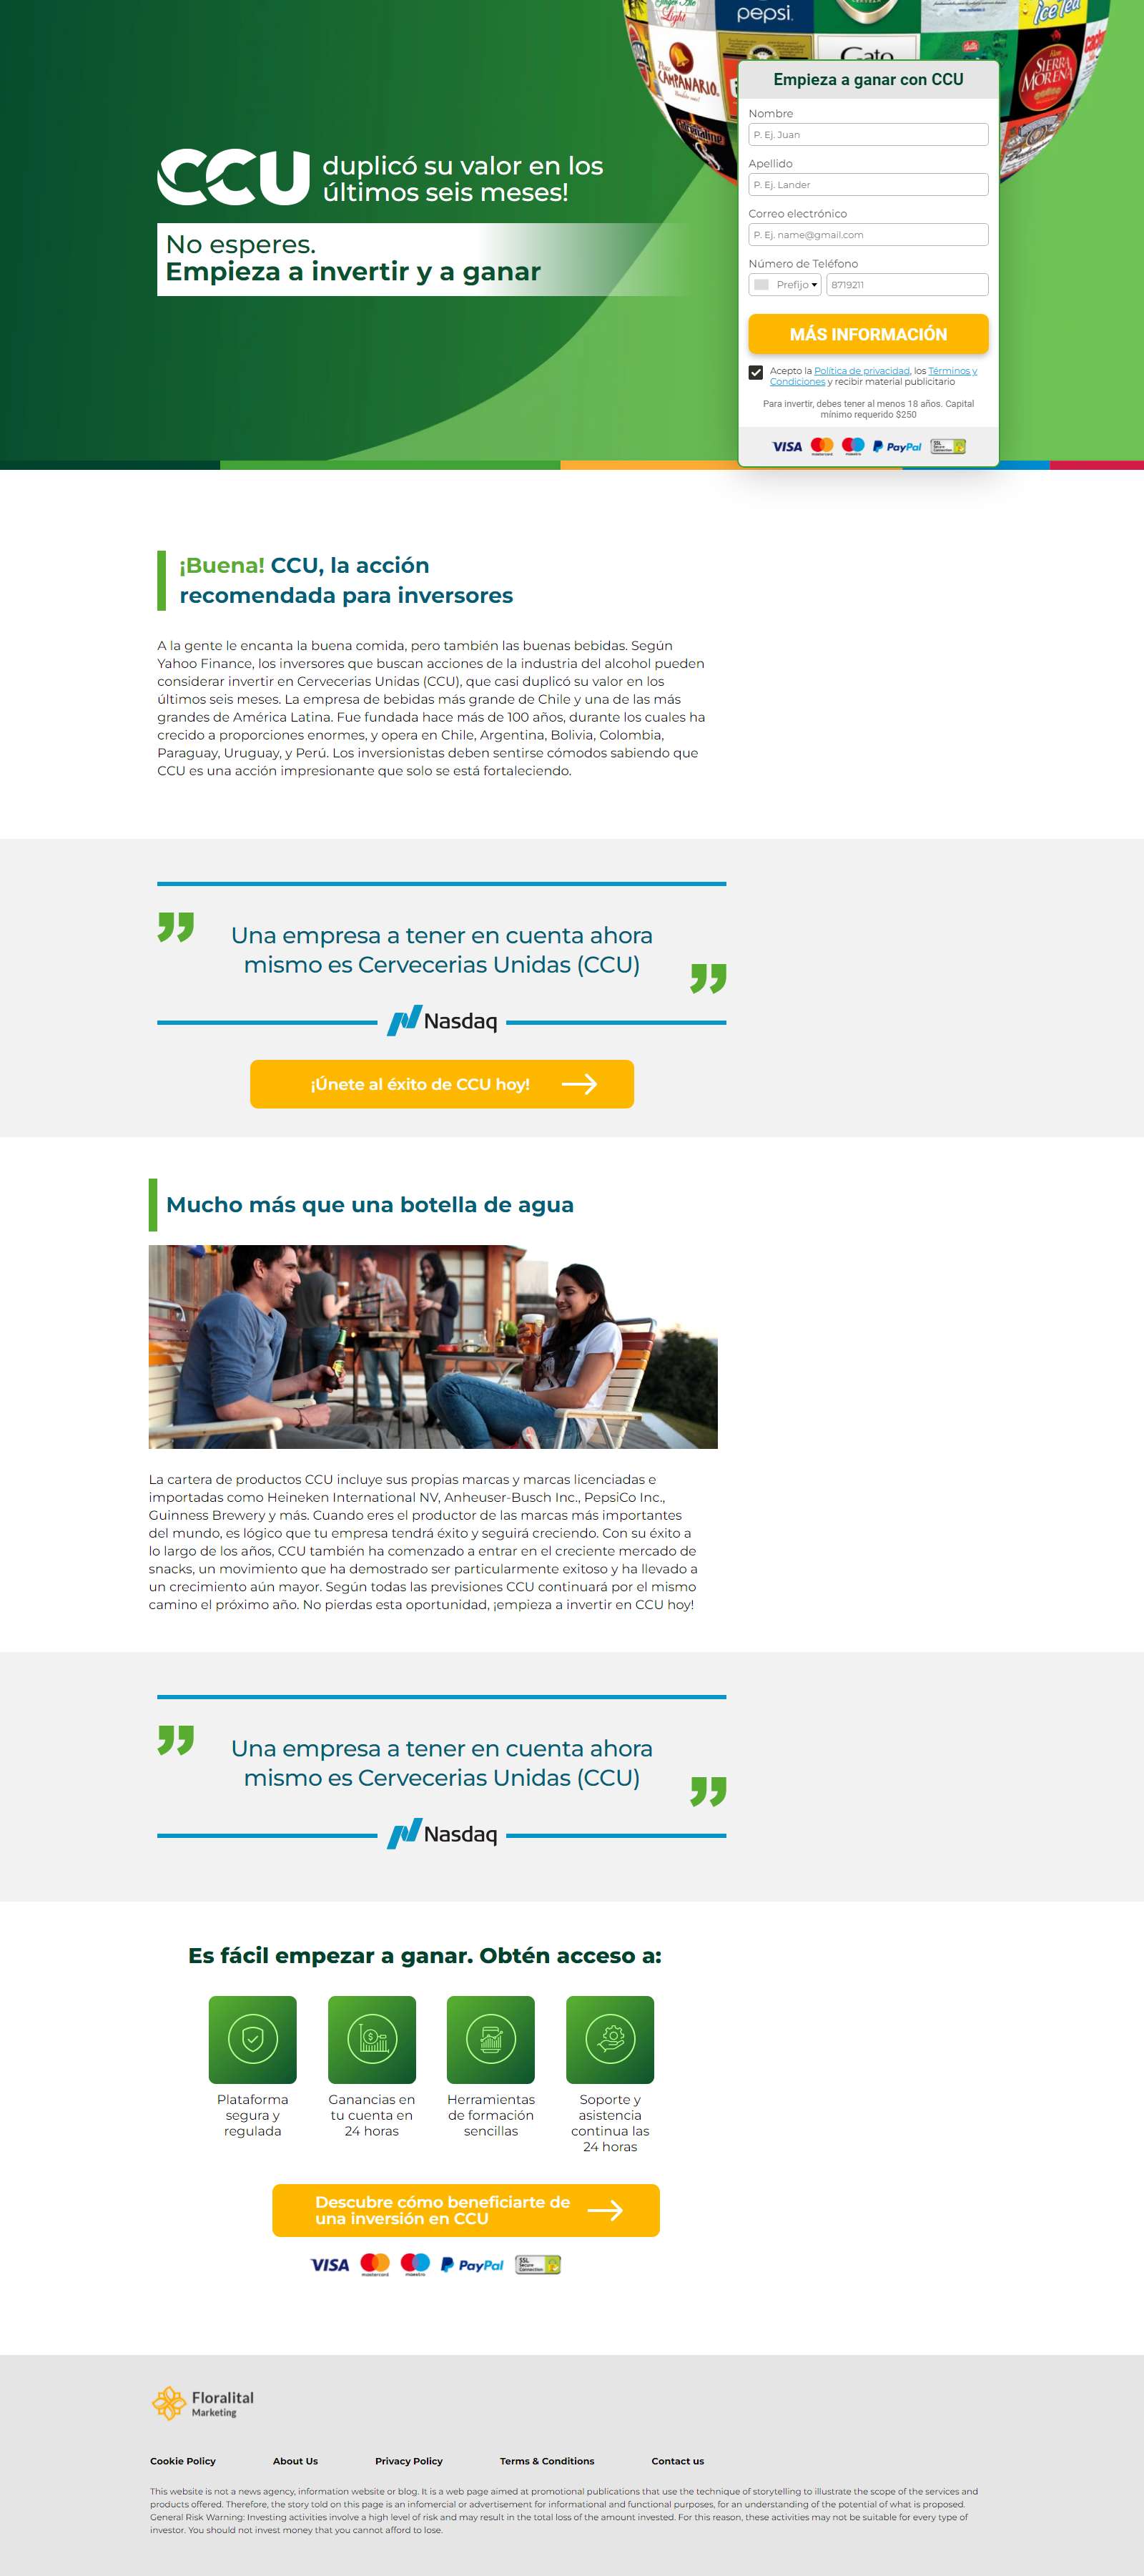 Ginger Ale
Light
pepsi.
ice tea
CAMPANARIO.
Gato
SIERRA
MORENA
Adrenaline
CCU duplicó su valor en los
últimos seis meses!
No esperes.
Empieza a invertir y a ganar
Empieza a ganar con CCU
Nombre
P. Ej. Juan
Apellido
P. Ej. Lander
Correo electrónico
P. Ej. name@gmail.com
Número de Teléfono
Prefijo 8719211
MÁS INFORMACIÓN
Acepto la Política de privacidad, los Términos y
Condiciones y recibir material publicitario
Para invertir, debes tener al menos 18 años. Capital
mínimo requerido $250
VISA mastercard maestro PayPal SSL Secure Connection
¡Buena! CCU, la acción
recomendada para inversores
A la gente le encanta la buena comida, pero también las buenas bebidas. Según
Yahoo Finance, los inversores que buscan acciones de la industria del alcohol pueden
considerar invertir en Cervecerias Unidas (CCU), que casi duplicó su valor en los
últimos seis meses. La empresa de bebidas más grande de Chile y una de las más
grandes de América Latina. Fue fundada hace más de 100 años, durante los cuales ha
crecido a proporciones enormes, y opera en Chile, Argentina, Bolivia, Colombia,
Paraguay, Uruguay, y Perú. Los inversionistas deben sentirse cómodos sabiendo que
CCU es una acción impresionante que solo se está fortaleciendo.
” Una empresa a tener en cuenta ahora
mismo es Cervecerias Unidas (CCU) ”
Nasdaq
¡Únete al éxito de CCU hoy!
Mucho más que una botella de agua
La cartera de productos CCU incluye sus propias marcas y marcas licenciadas e
importadas como Heineken International NV, Anheuser-Busch Inc., PepsiCo Inc.,
Guinness Brewery y más. Cuando eres el productor de las marcas más importantes
del mundo, es lógico que tu empresa tendrá éxito y seguirá creciendo. Con su éxito a
lo largo de los años, CCU también ha comenzado a entrar en el creciente mercado de
snacks, un movimiento que ha demostrado ser particularmente exitoso y ha llevado a
un crecimiento aún mayor. Según todas las previsiones CCU continuará por el mismo
camino el próximo año. No pierdas esta oportunidad, ¡empieza a invertir en CCU hoy!
” Una empresa a tener en cuenta ahora
mismo es Cervecerias Unidas (CCU) ”
Nasdaq
Es fácil empezar a ganar. Obtén acceso a:
Plataforma
segura y
regulada
Ganancias en
tu cuenta en
24 horas
Herramientas
de formación
sencillas
Soporte y
asistencia
continua las
24 horas
Descubre cómo beneficiarte de
una inversión en CCU
VISA mastercard maestro PayPal SSL Secure Connection
Floralital
Marketing
Cookie Policy About Us Privacy Policy Terms & Conditions Contact us
This website is not a news agency, information website or blog. It is a web page aimed at promotional publications that use the technique of storytelling to illustrate the scope of the services and
products offered. Therefore, the story told on this page is an infomercial or advertisement for informational and functional purposes, for an understanding of the potential of what is proposed.
General Risk Warning: Investing activities involve a high level of risk and may result in the total loss of the amount invested. For this reason, these activities may not be suitable for every type of
investor. You should not invest money that you cannot afford to lose.